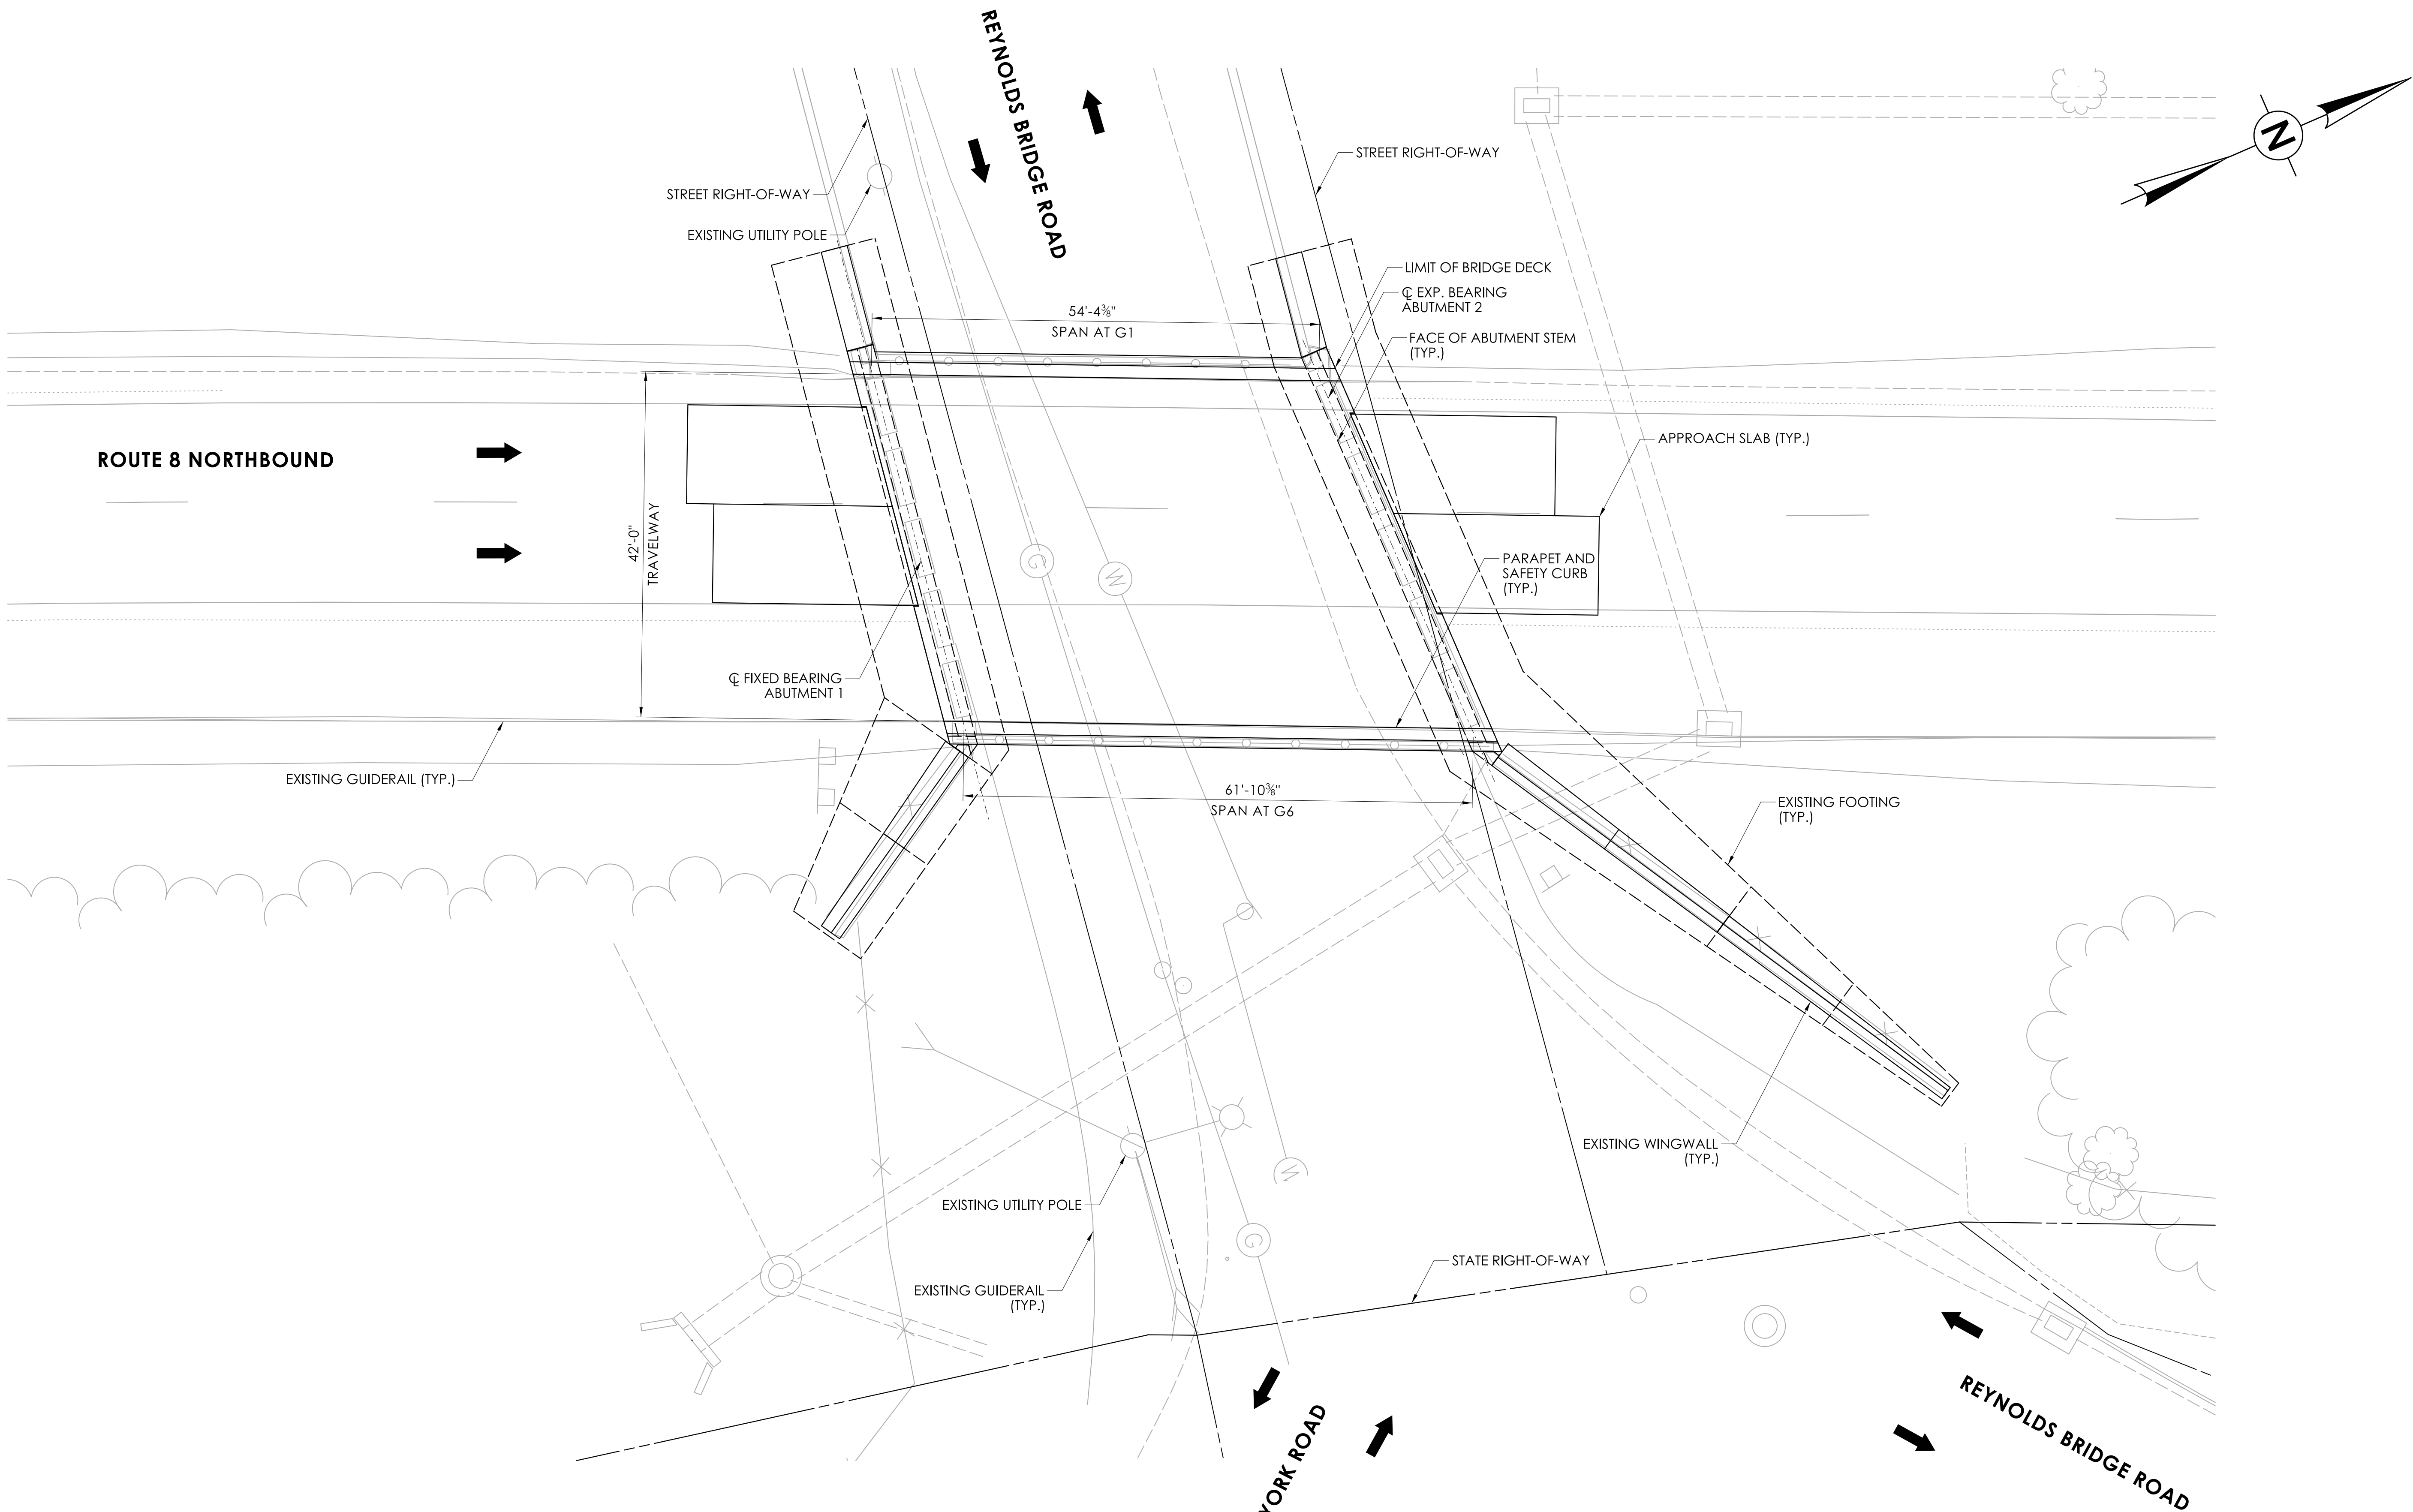 REYNOLDS BRIDGE ROAD
N
STREET RIGHT-OF-WAY
STREET RIGHT-OF-WAY
EXISTING UTILITY POLE
LIMIT OF BRIDGE DECK
℄ EXP. BEARING
ABUTMENT 2
54'-4⅜"
SPAN AT G1
FACE OF ABUTMENT STEM
(TYP.)
APPROACH SLAB (TYP.)
ROUTE 8 NORTHBOUND
42'-0"
TRAVELWAY
G
W
PARAPET AND
SAFETY CURB
(TYP.)
℄ FIXED BEARING
ABUTMENT 1
EXISTING GUIDERAIL (TYP.)
61'-10⅜"
SPAN AT G6
EXISTING FOOTING
(TYP.)
EXISTING WINGWALL
(TYP.)
W
EXISTING UTILITY POLE
G
STATE RIGHT-OF-WAY
EXISTING GUIDERAIL
(TYP.)
YORK ROAD
REYNOLDS BRIDGE ROAD